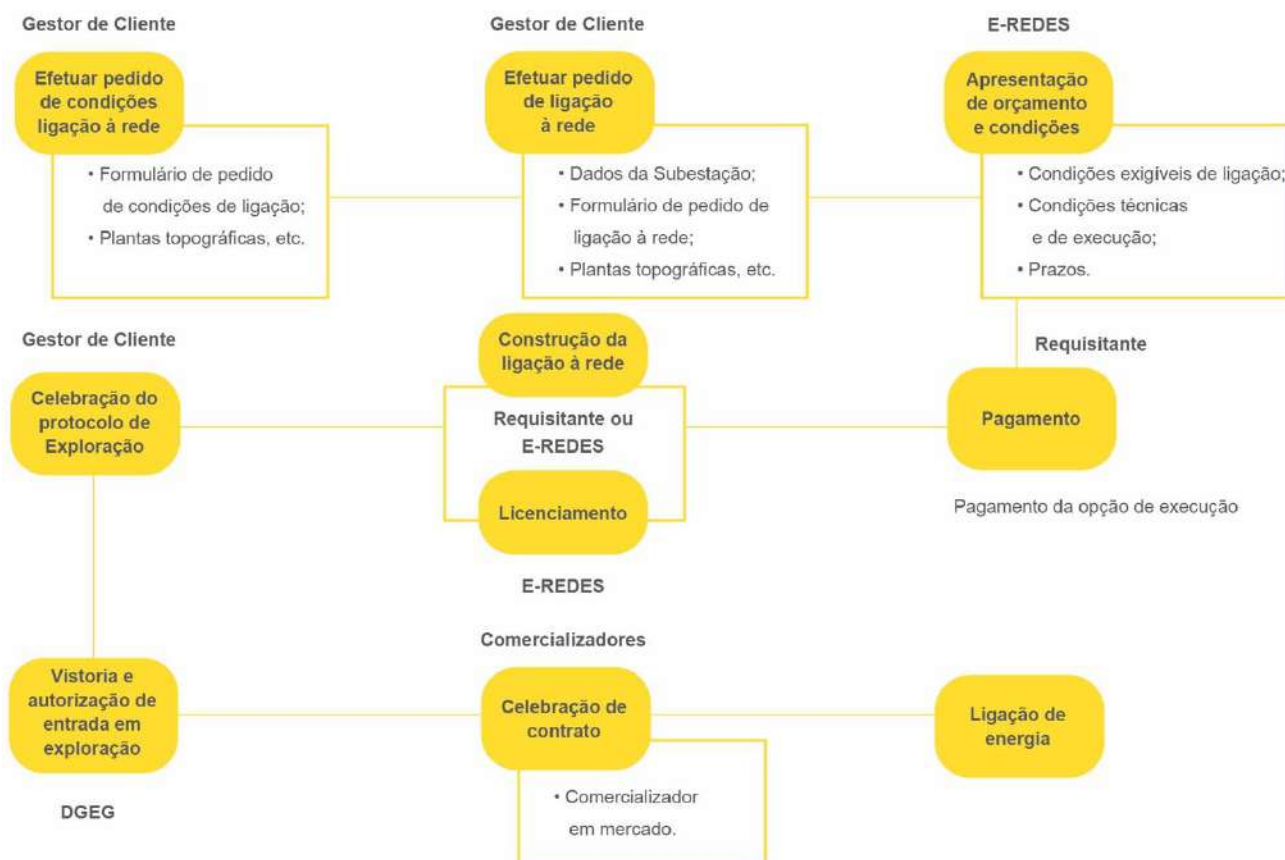 Gestor de Cliente
Efetuar pedido
de condições
ligação à rede
• Formulário de pedido
de condições de ligação;
• Plantas topográficas, etc.
Gestor de Cliente
Efetuar pedido
de ligação
à rede
• Dados da Subestação;
• Formulário de pedido de
ligação à rede;
• Plantas topográficas, etc.
E-REDES
Apresentação
de orçamento
e condições
• Condições exigíveis de ligação;
• Condições técnicas
e de execução;
• Prazos.
Requisitante
Pagamento
Pagamento da opção de execução
Construção da
ligação à rede
Requisitante ou
E-REDES
Licenciamento
E-REDES
Gestor de Cliente
Celebração do
protocolo de
Exploração
Vistoria e
autorização de
entrada em
exploração
DGEG
Comercializadores
Celebração de
contrato
• Comercializador
em mercado.
Ligação de
energia